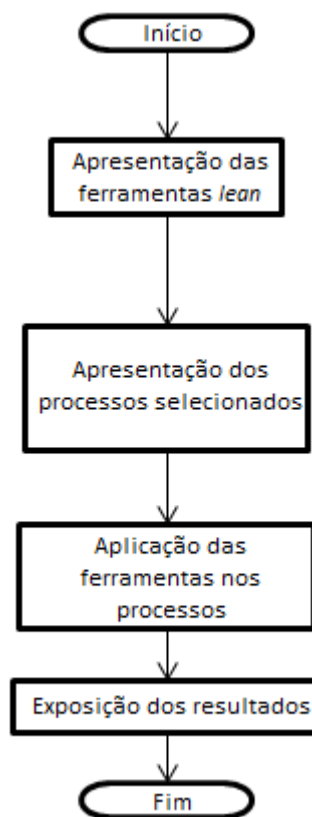 Início
Apresentação das
ferramentas lean
Apresentação dos
processos selecionados
Aplicação das
ferramentas nos
processos
Exposição dos resultados
Fim